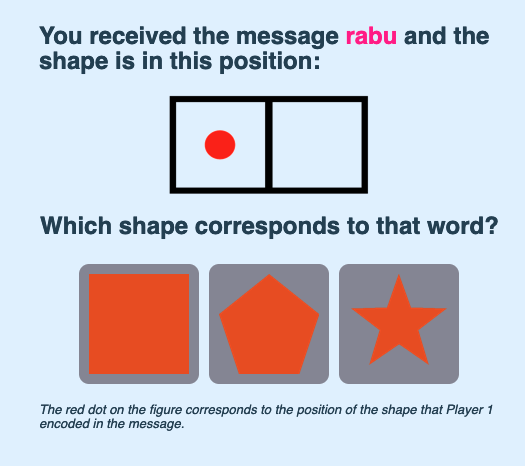 You received the message rabu and the
shape is in this position:
Which shape corresponds to that word?
The red dot on the figure corresponds to the position of the shape that Player 1
encoded in the message.